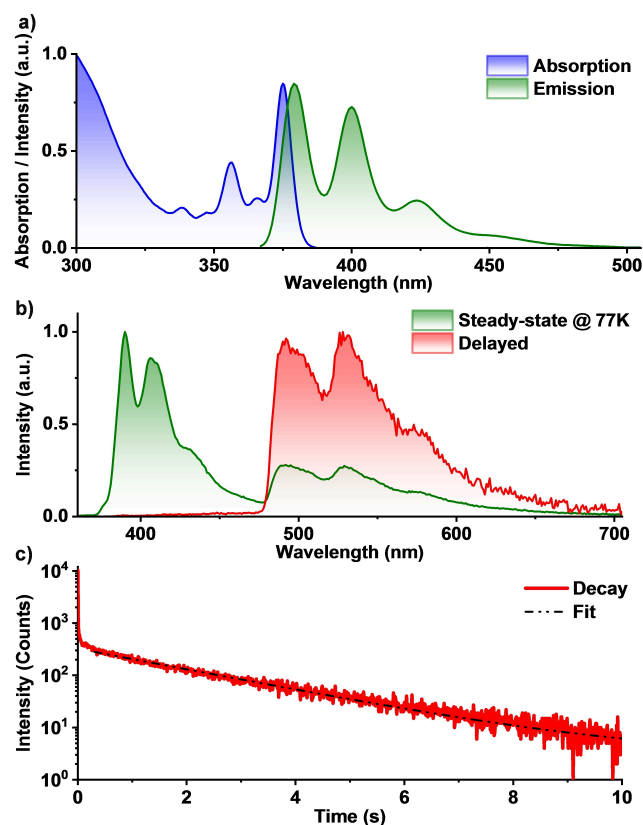 a)
Absorption / Intensity (a.u.)
1.0
0.5
0.0
Absorption
Emission
300 350 400 450 500
Wavelength (nm)
b)
Intensity (a.u.)
1.0
0.5
0.0
Steady-state @ 77K
Delayed
400 500 600 700
Wavelength (nm)
c)
Intensity (Counts)
10^4
10^3
10^2
10^1
10^0
Decay
Fit
0 2 4 6 8 10
Time (s)